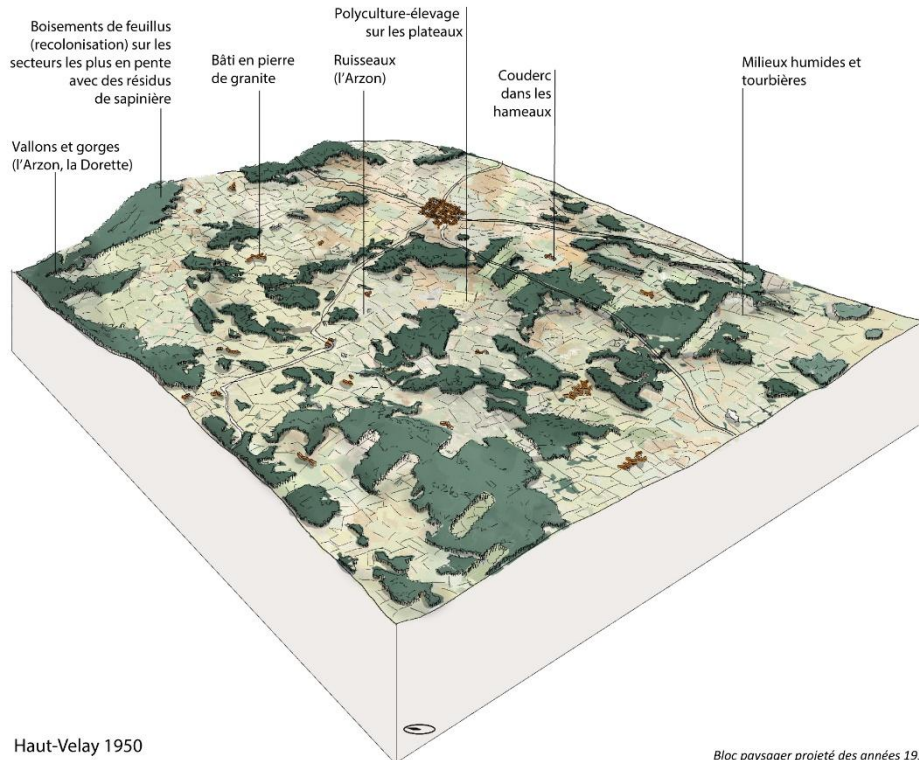 Boisements de feuillus
(recolonisation) sur les
secteurs les plus en pente
avec des résidus
de sapinière
Vallons et gorges
(l'Arzon, la Dorette)
Bâti en pierre
de granite
Ruisseaux
(l'Arzon)
Polyculture-élevage
sur les plateaux
Couderc
dans les
hameaux
Milieux humides et
tourbières
Haut-Velay 1950
Bloc paysager projeté des années 19